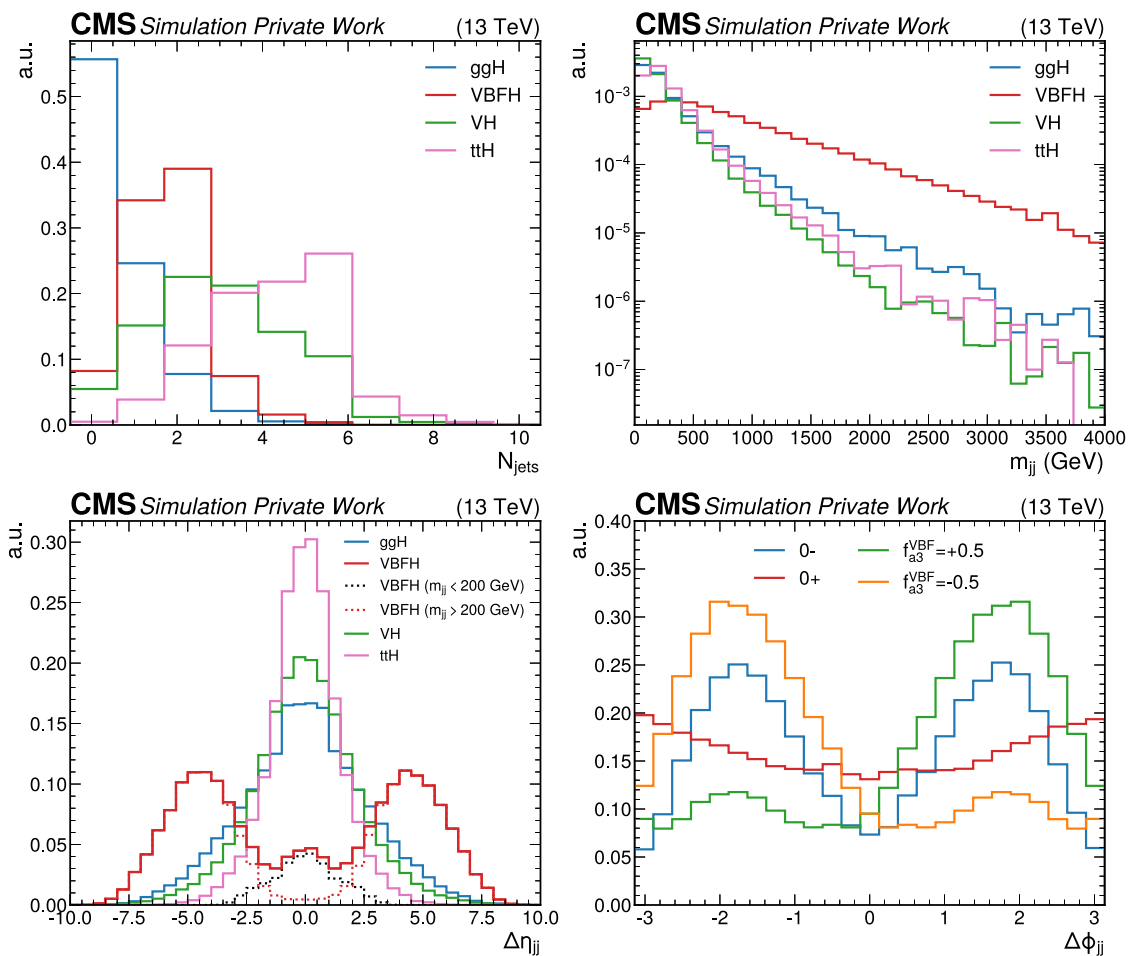 CMS Simulation Private Work (13 TeV)
a.u.
ggH
VBFH
VH
ttH
0.5
0.4
0.3
0.2
0.1
0.0
0 2 4 6 8 10
N_jets
CMS Simulation Private Work (13 TeV)
a.u.
ggH
VBFH
VH
ttH
10⁻³
10⁻⁴
10⁻⁵
10⁻⁶
10⁻⁷
0 500 1000 1500 2000 2500 3000 3500 4000
m_jj (GeV)
CMS Simulation Private Work (13 TeV)
a.u.
ggH
VBFH
VBFH (m_jj < 200 GeV)
VBFH (m_jj > 200 GeV)
VH
ttH
0.30
0.25
0.20
0.15
0.10
0.05
0.00
-10.0 -7.5 -5.0 -2.5 0.0 2.5 5.0 7.5 10.0
Δη_jj
CMS Simulation Private Work (13 TeV)
a.u.
0- f_a3^VBF=+0.5
0+ f_a3^VBF=-0.5
0.40
0.35
0.30
0.25
0.20
0.15
0.10
0.05
0.00
-3 -2 -1 0 1 2 3
Δϕ_jj